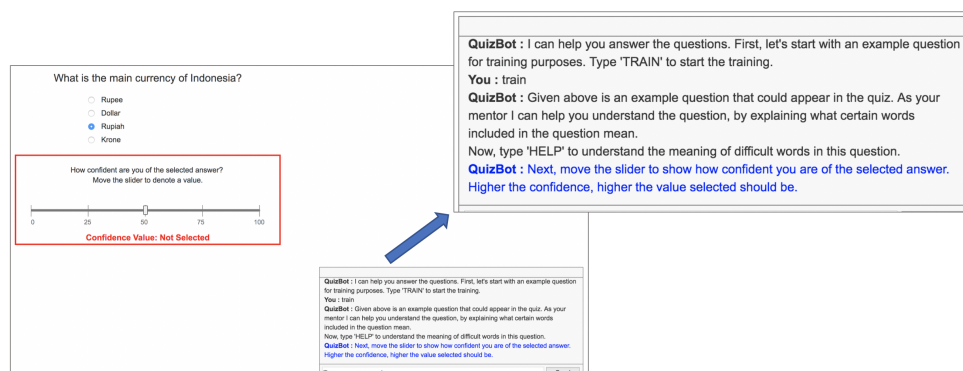 What is the main currency of Indonesia?
Rupee
Dollar
Rupiah
Krone
How confident are you of the selected answer?
Move the slider to denote a value.
0 25 50 75 100
Confidence Value: Not Selected
QuizBot : I can help you answer the questions. First, let's start with an example question
for training purposes. Type 'TRAIN' to start the training.
You : train
QuizBot : Given above is an example question that could appear in the quiz. As your
mentor I can help you understand the question, by explaining what certain words
included in the question mean.
Now, type 'HELP' to understand the meaning of difficult words in this question.
QuizBot : Next, move the slider to show how confident you are of the selected answer.
Higher the confidence, higher the value selected should be.
QuizBot : I can help you answer the questions. First, let's start with an example question
for training purposes. Type 'TRAIN' to start the training.
You : train
QuizBot : Given above is an example question that could appear in the quiz. As your
mentor I can help you understand the question, by explaining what certain words
included in the question mean.
Now, type 'HELP' to understand the meaning of difficult words in this question.
QuizBot : Next, move the slider to show how confident you are of the selected answer.
Higher the confidence, higher the value selected should be.